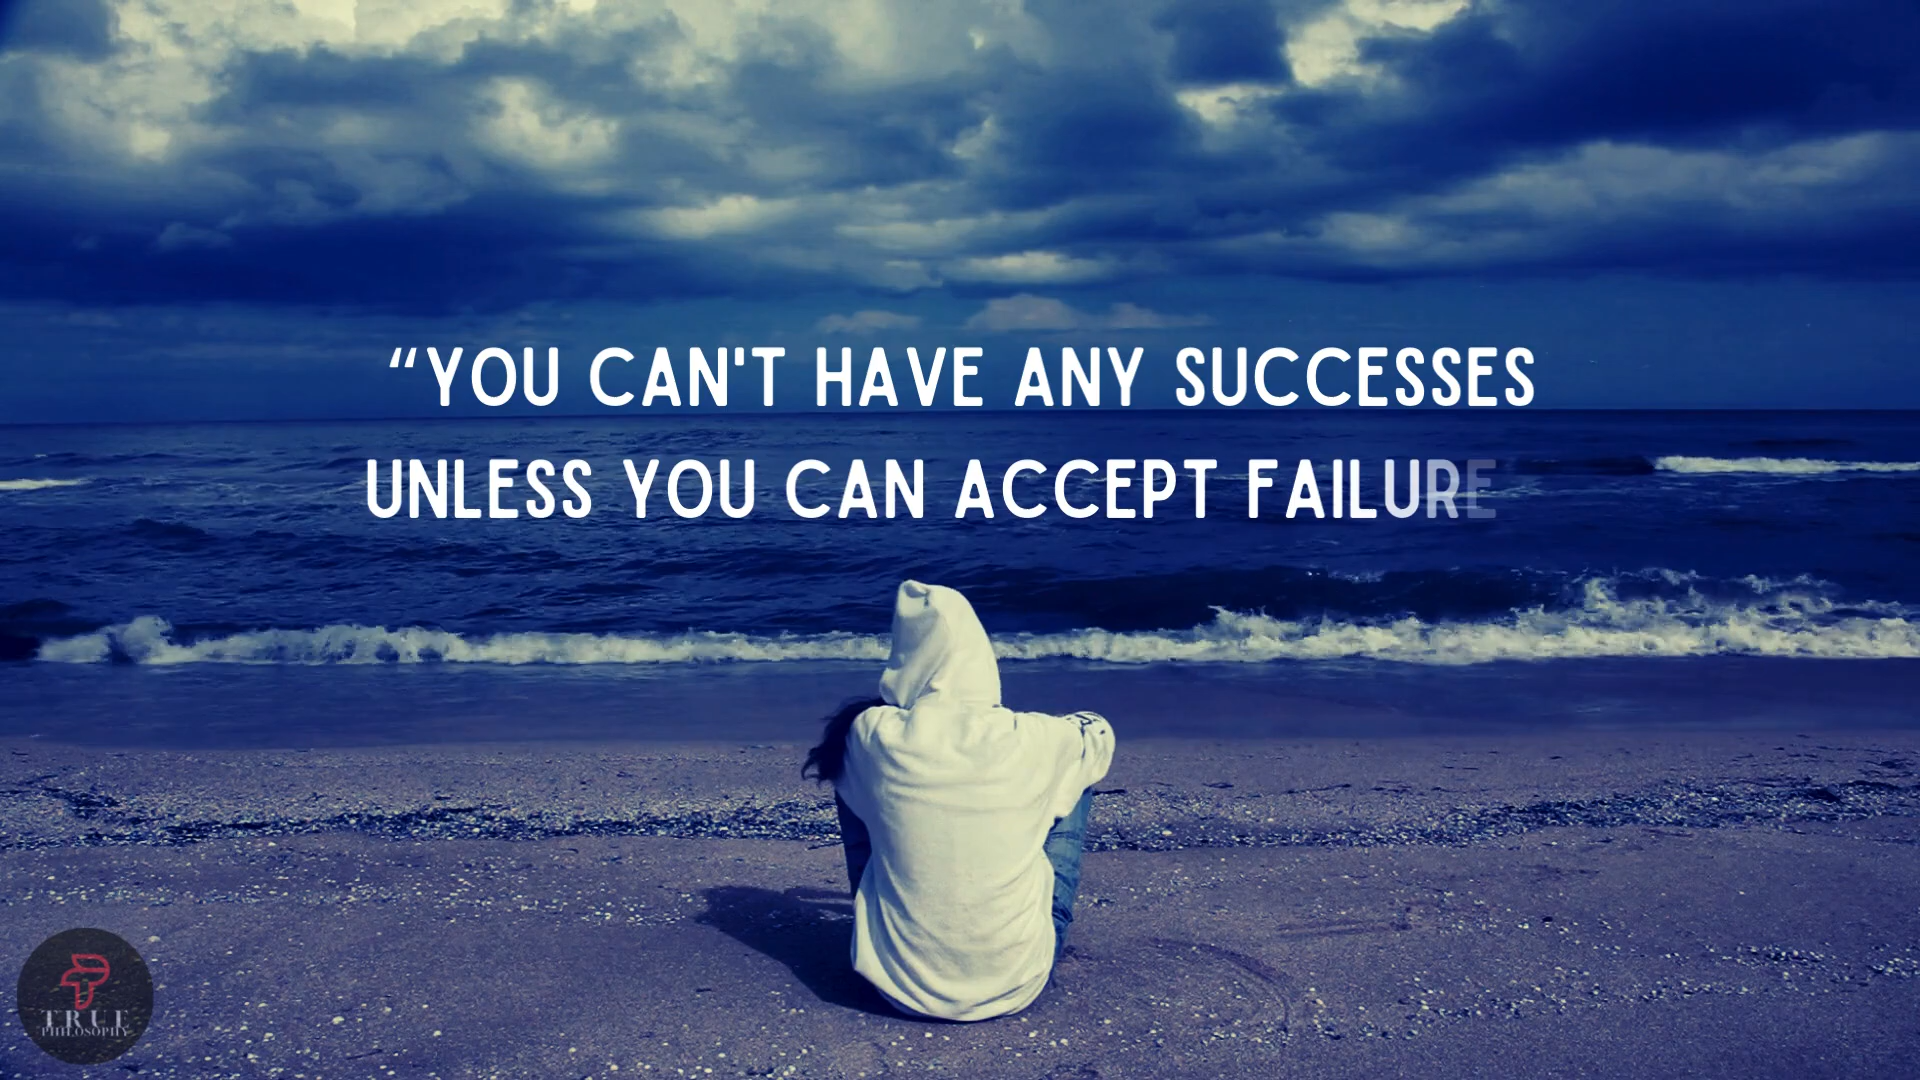 “YOU CAN'T HAVE ANY SUCCESSES
UNLESS YOU CAN ACCEPT FAILURE
TRUE
PHILOSOPHY